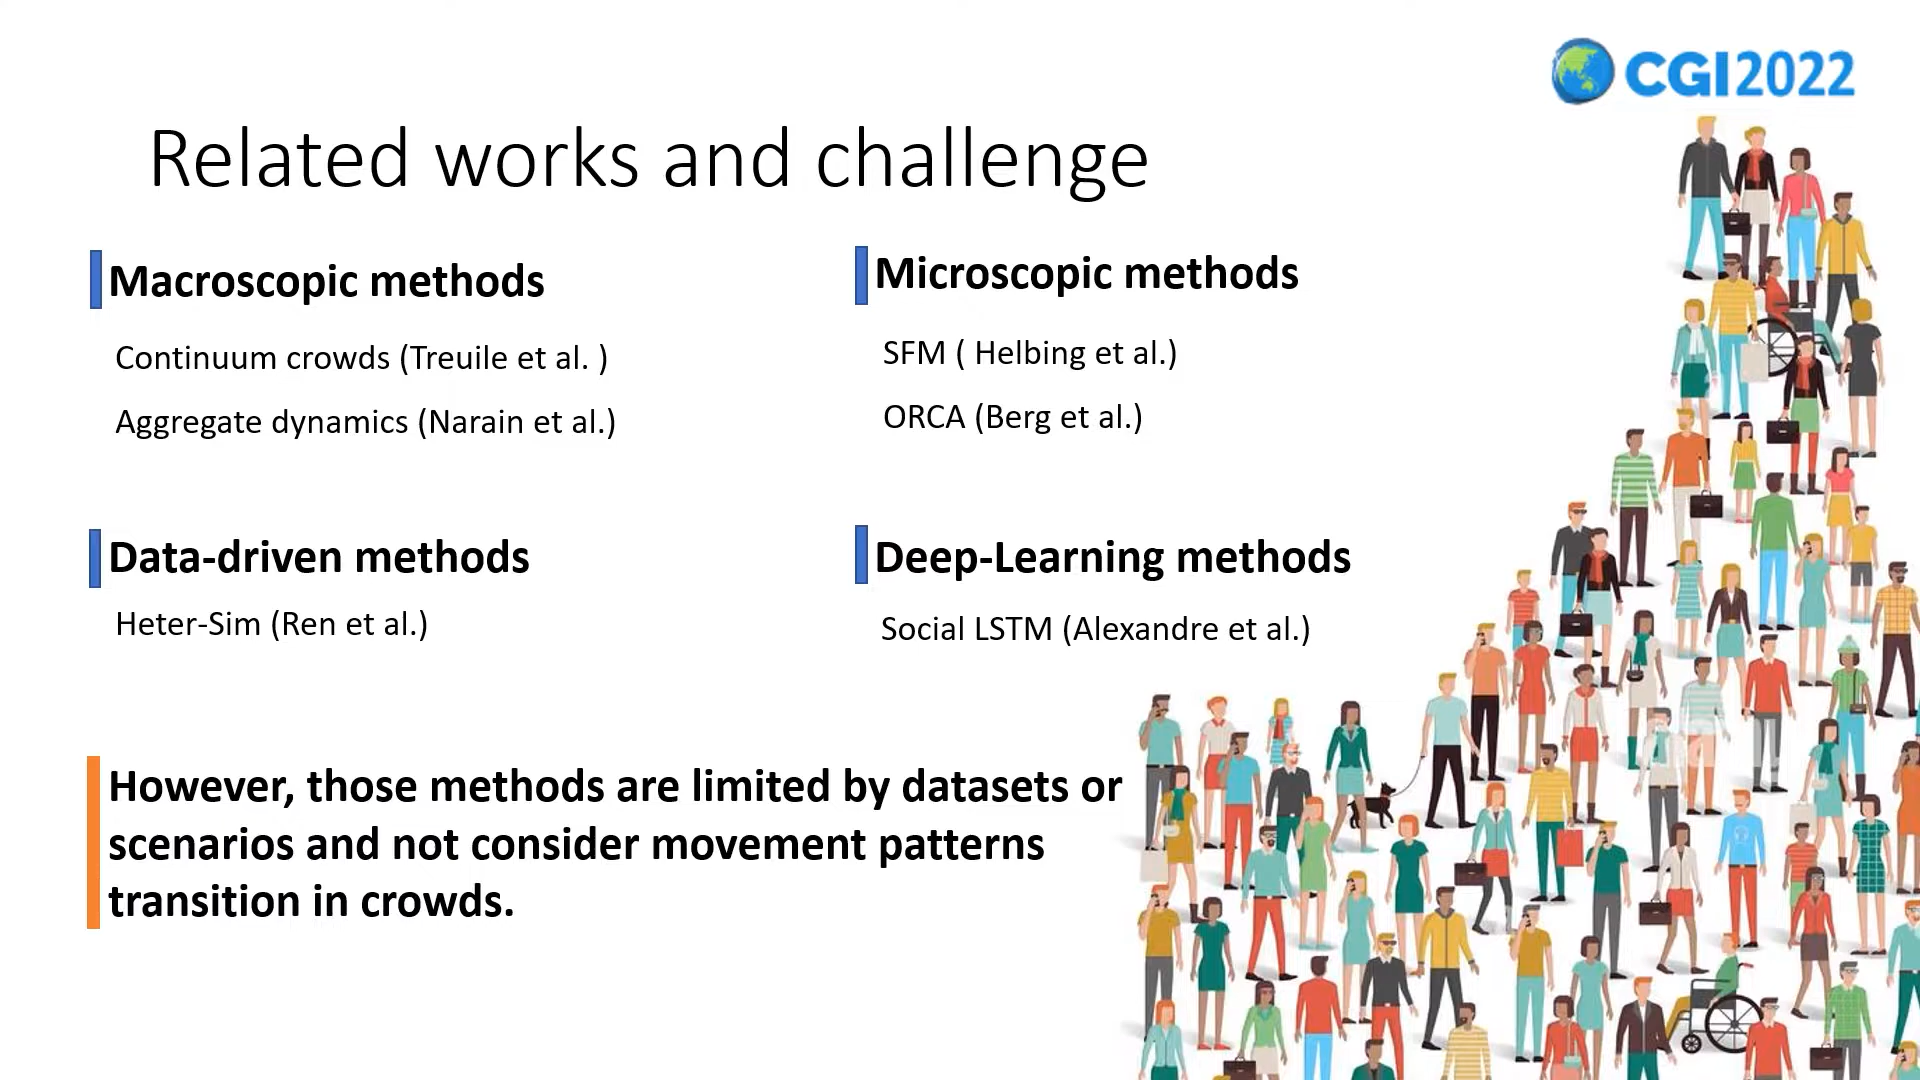 CGI2022
Related works and challenge
Macroscopic methods
Continuum crowds (Treuile et al. )
Aggregate dynamics (Narain et al.)
Microscopic methods
SFM ( Helbing et al.)
ORCA (Berg et al.)
Data-driven methods
Heter-Sim (Ren et al.)
Deep-Learning methods
Social LSTM (Alexandre et al.)
However, those methods are limited by datasets or
scenarios and not consider movement patterns
transition in crowds.